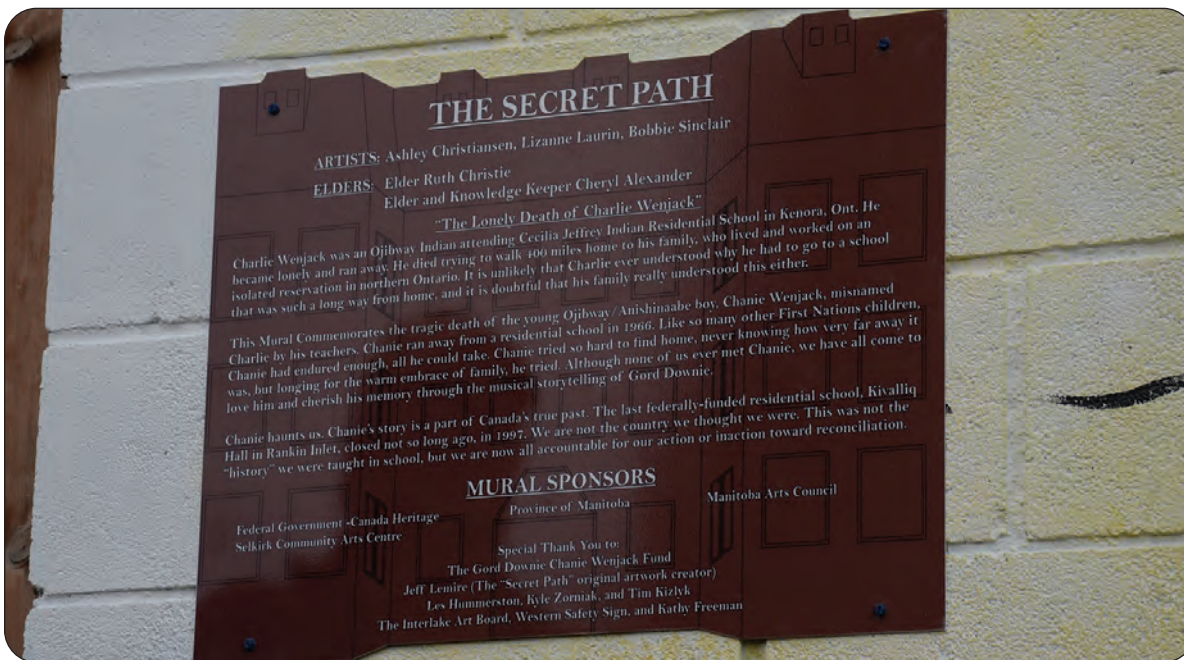 THE SECRET PATH
ARTISTS: Ashley Christiansen, Lizanne Laurin, Bobbie Sinclair
ELDERS: Elder Ruth Christie
Elder and Knowledge Keeper Cheryl Alexander
"The Lonely Death of Charlie Wenjack"
Charlie Wenjack was an Ojibway Indian attending Cecilia Jeffrey Indian Residential School in Kenora, Ont. He
became lonely and ran away. He died trying to walk 400 miles home to his family, who lived and worked on an
isolated reservation in northern Ontario. It is unlikely that Charlie ever understood why he had to go to a school
that was such a long way from home, and it is doubtful that his family really understood this either.
This Mural Commemorates the tragic death of the young Ojibway/Anishinaabe boy, Chanie Wenjack, misnamed
Charlie by his teachers. Chanie ran away from a residential school in 1966. Like so many other First Nations children,
Chanie had endured enough, all he could take. Chanie tried so hard to find home, never knowing how very far away it
was, but longing for the warm embrace of family, he tried. Although none of us ever met Chanie, we have all come to
love him and cherish his memory through the musical storytelling of Gord Downie.
Chanie haunts us. Chanie's story is a part of Canada's true past. The last federally-funded residential school, Kivalliq
Hall in Rankin Inlet, closed not so long ago, in 1997. We are not the country we thought we were. This was not the
"history" we were taught in school, but we are now all accountable for our action or inaction toward reconciliation.
MURAL SPONSORS
Federal Government -Canada Heritage Province of Manitoba Manitoba Arts Council
Selkirk Community Arts Centre
Special Thank You to:
The Gord Downie Chanie Wenjack Fund
Jeff Lemire (The "Secret Path" original artwork creator)
Les Hummerston, Kyle Zorniak, and Tim Kizlyk
The Interlake Art Board, Western Safety Sign, and Kathy Freeman